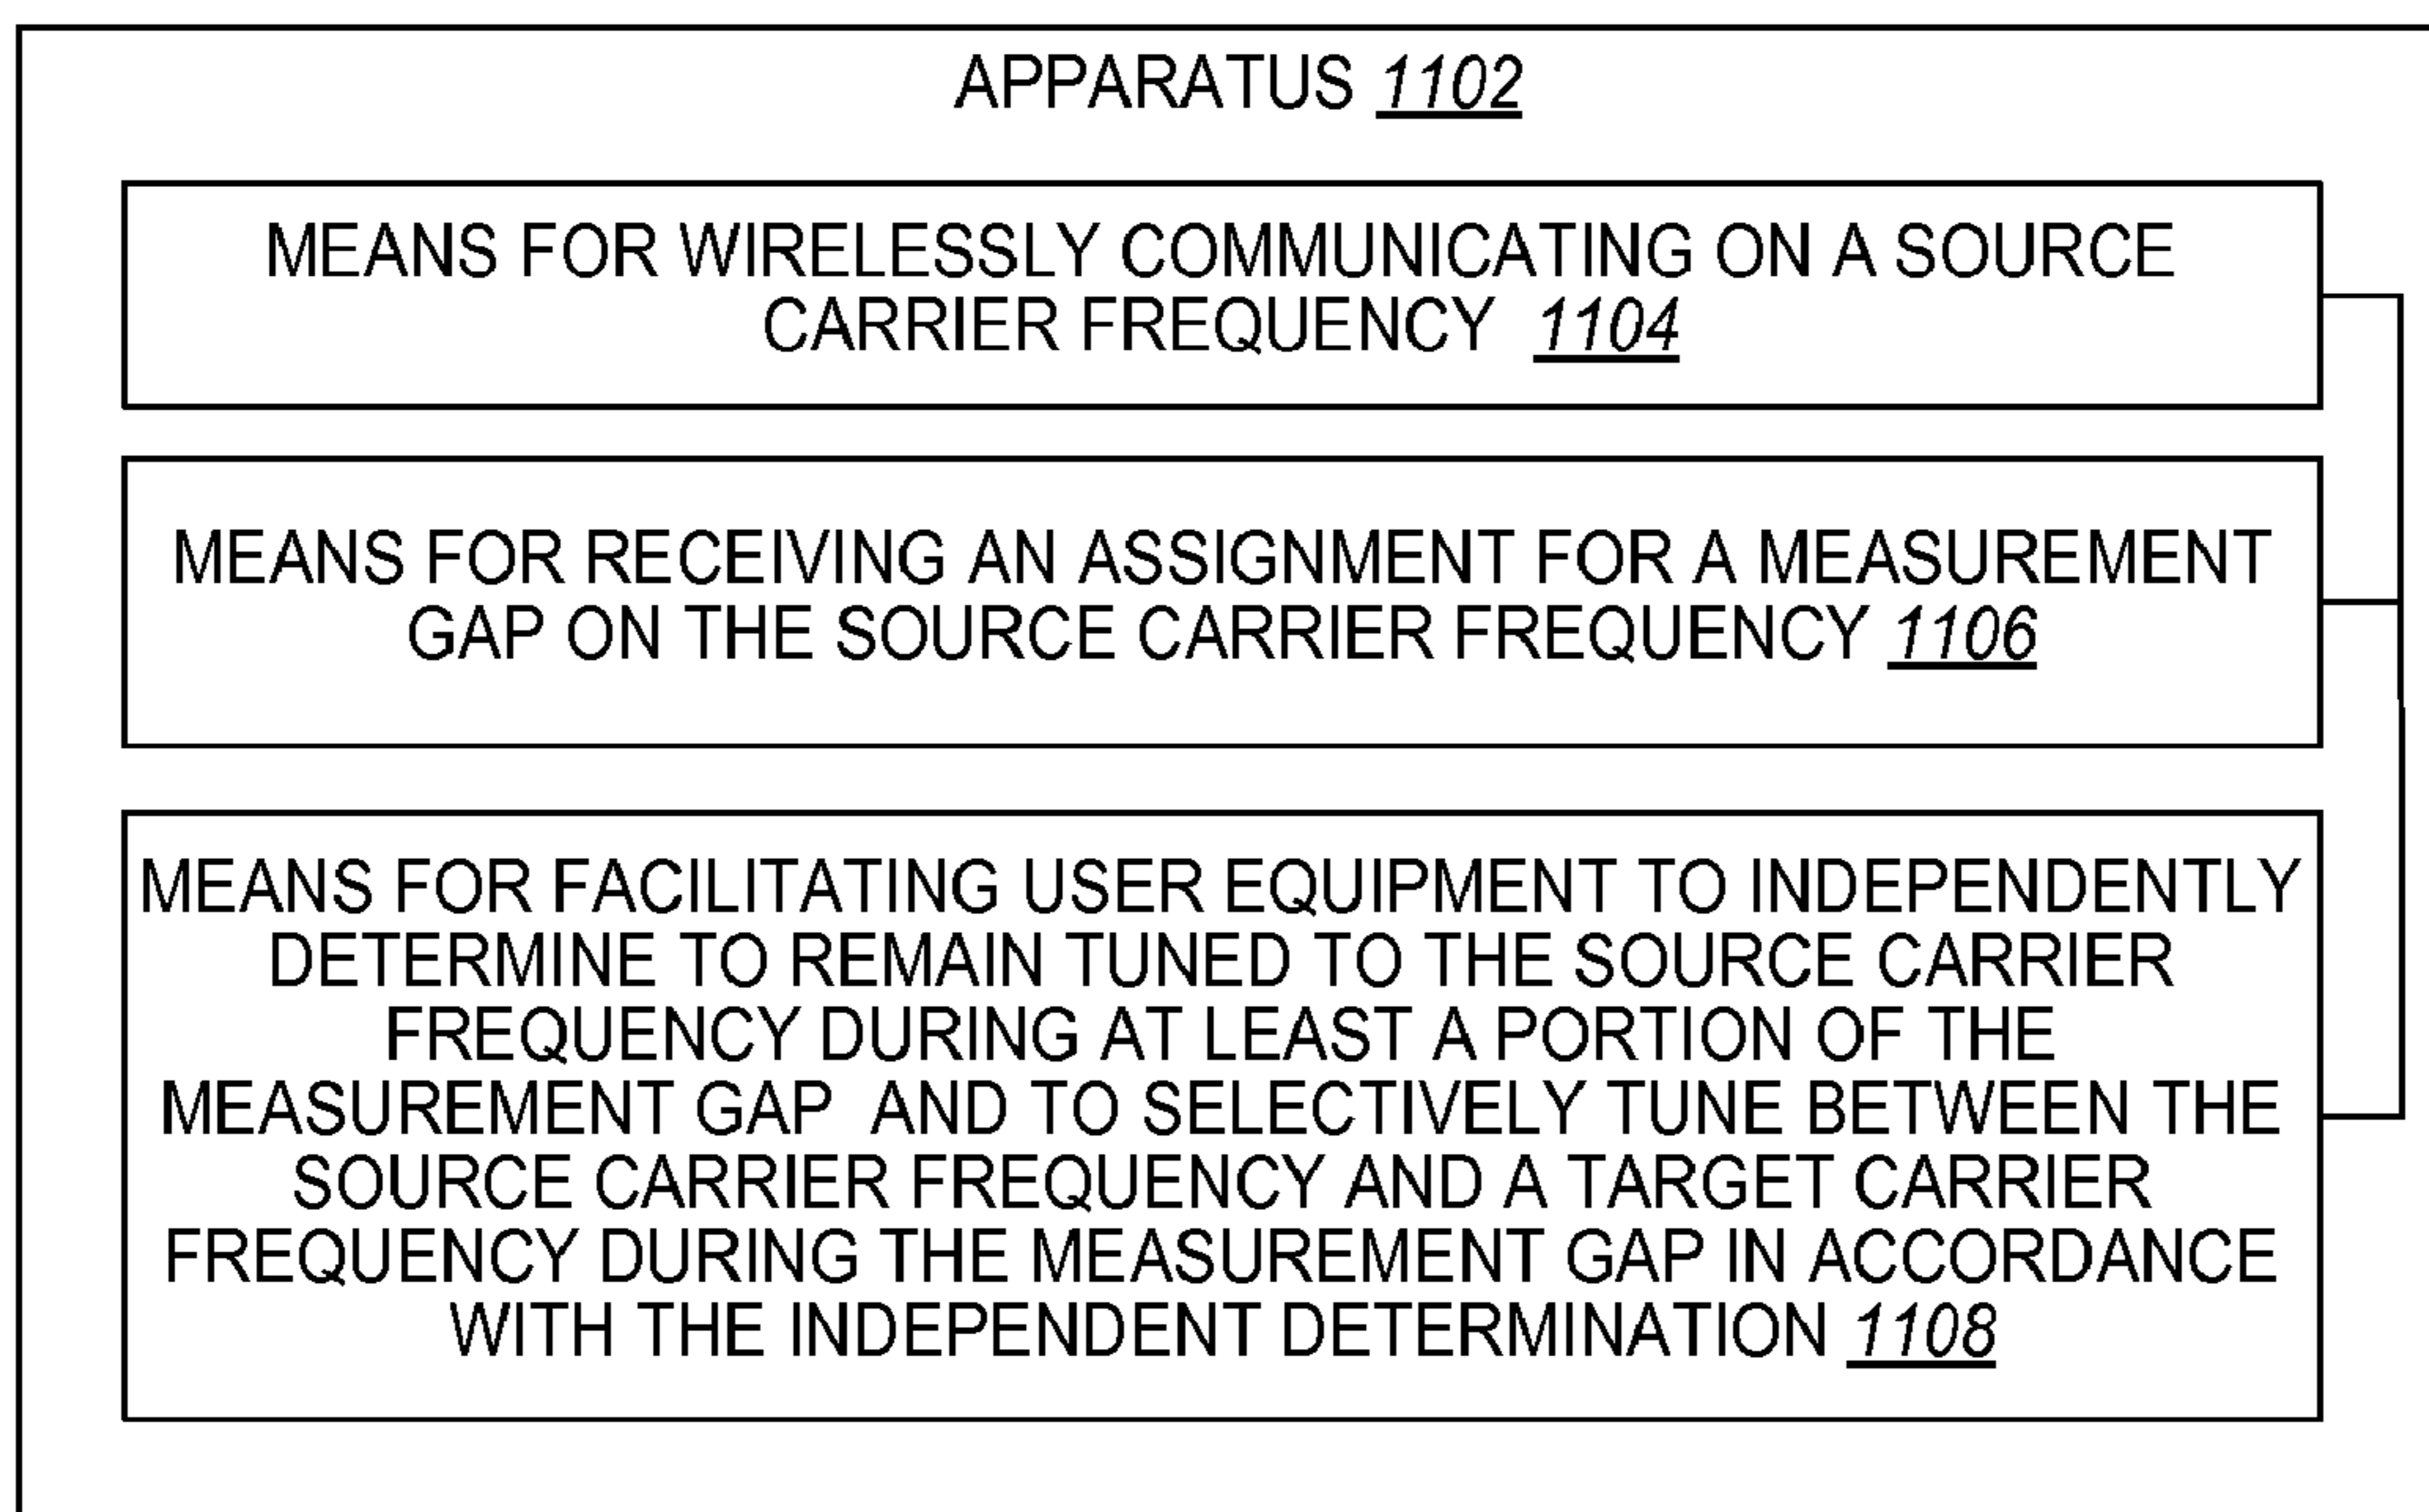 APPARATUS 1102
MEANS FOR WIRELESSLY COMMUNICATING ON A SOURCE
CARRIER FREQUENCY 1104
MEANS FOR RECEIVING AN ASSIGNMENT FOR A MEASUREMENT
GAP ON THE SOURCE CARRIER FREQUENCY 1106
MEANS FOR FACILITATING USER EQUIPMENT TO INDEPENDENTLY
DETERMINE TO REMAIN TUNED TO THE SOURCE CARRIER
FREQUENCY DURING AT LEAST A PORTION OF THE
MEASUREMENT GAP AND TO SELECTIVELY TUNE BETWEEN THE
SOURCE CARRIER FREQUENCY AND A TARGET CARRIER
FREQUENCY DURING THE MEASUREMENT GAP IN ACCORDANCE
WITH THE INDEPENDENT DETERMINATION 1108